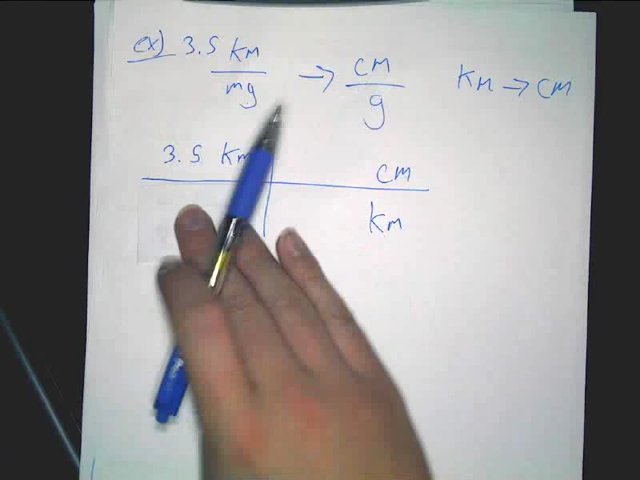 ex) 3.5 km/mg → cm/g km → cm
3.5 km cm
km